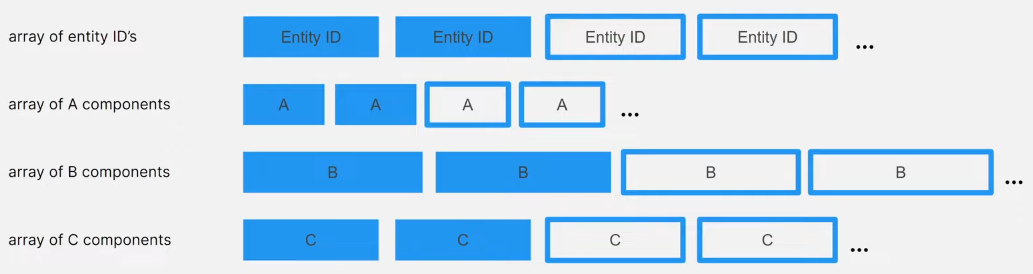 array of entity ID's Entity ID Entity ID Entity ID Entity ID ...
array of A components A A A A ...
array of B components B B B B ...
array of C components C C C C ...